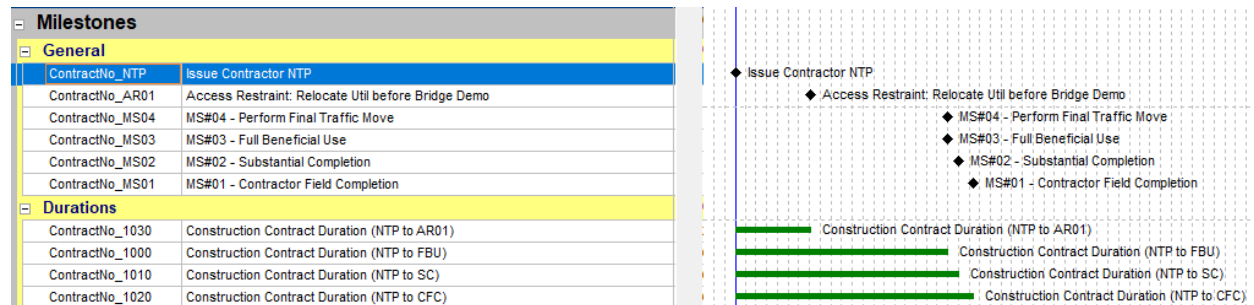 Milestones
General
ContractNo_NTP Issue Contractor NTP Issue Contractor NTP
ContractNo_AR01 Access Restraint: Relocate Util before Bridge Demo Access Restraint: Relocate Util before Bridge Demo
ContractNo_MS04 MS#04 - Perform Final Traffic Move MS#04 - Perform Final Traffic Move
ContractNo_MS03 MS#03 - Full Beneficial Use MS#03 - Full Beneficial Use
ContractNo_MS02 MS#02 - Substantial Completion MS#02 - Substantial Completion
ContractNo_MS01 MS#01 - Contractor Field Completion MS#01 - Contractor Field Completion
Durations
ContractNo_1030 Construction Contract Duration (NTP to AR01) Construction Contract Duration (NTP to AR01)
ContractNo_1000 Construction Contract Duration (NTP to FBU) Construction Contract Duration (NTP to FBU)
ContractNo_1010 Construction Contract Duration (NTP to SC) Construction Contract Duration (NTP to SC)
ContractNo_1020 Construction Contract Duration (NTP to CFC) Construction Contract Duration (NTP to CFC)